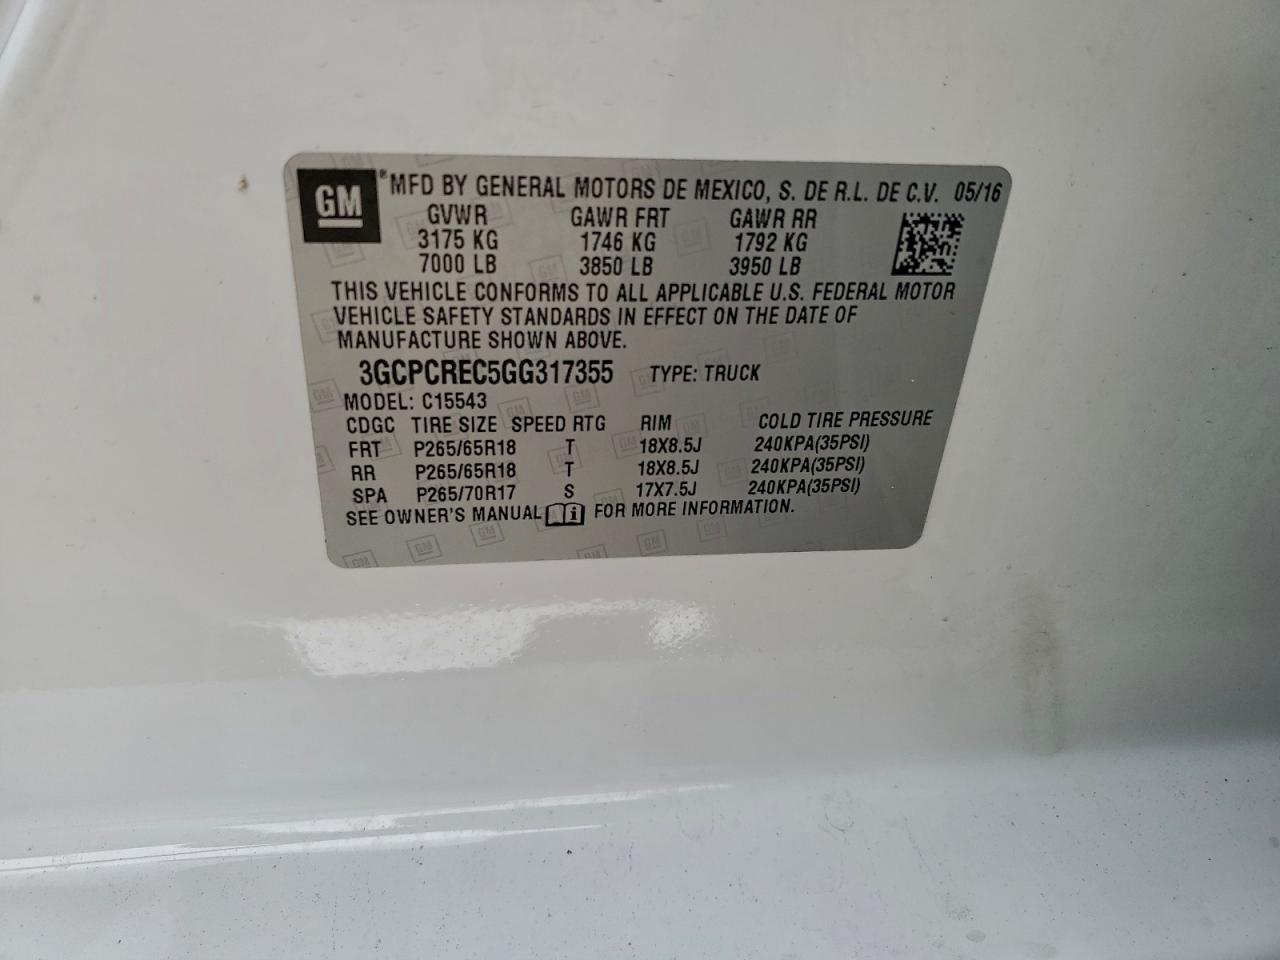 GM ® MFD BY GENERAL MOTORS DE MEXICO, S. DE R.L. DE C.V. 05/16
GVWR GAWR FRT GAWR RR
3175 KG 1746 KG 1792 KG
7000 LB 3850 LB 3950 LB
THIS VEHICLE CONFORMS TO ALL APPLICABLE U.S. FEDERAL MOTOR
VEHICLE SAFETY STANDARDS IN EFFECT ON THE DATE OF
MANUFACTURE SHOWN ABOVE.
3GCPCREC5GG317355 TYPE: TRUCK
MODEL: C15543
CDGC TIRE SIZE SPEED RTG RIM COLD TIRE PRESSURE
FRT P265/65R18 T 18X8.5J 240KPA(35PSI)
RR P265/65R18 T 18X8.5J 240KPA(35PSI)
SPA P265/70R17 S 17X7.5J 240KPA(35PSI)
SEE OWNER'S MANUAL i FOR MORE INFORMATION.